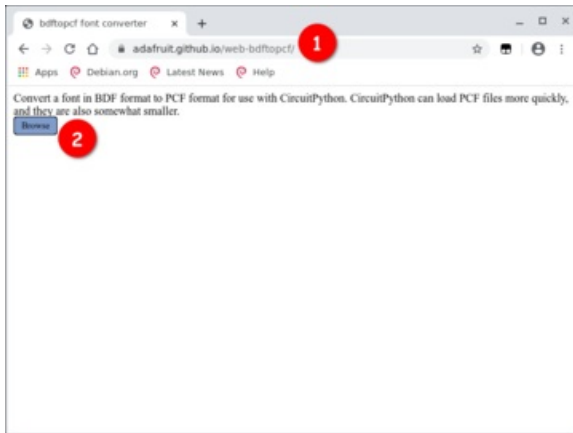 bdftopcf font converter
adafruit.github.io/web-bdftopcf/
1
Apps Debian.org Latest News Help
Convert a font in BDF format to PCF format for use with CircuitPython. CircuitPython can load PCF files more quickly,
and they are also somewhat smaller.
Browse
2